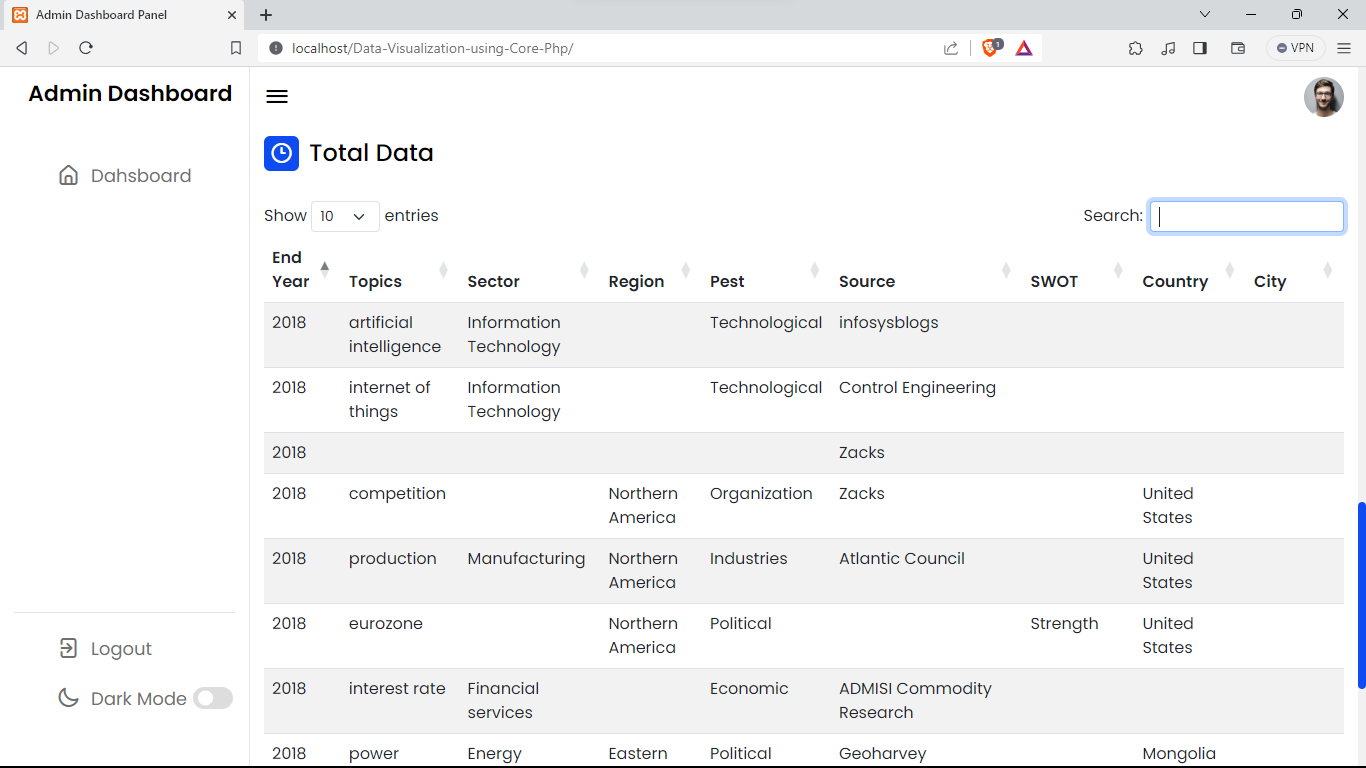 Admin Dashboard Panel
localhost/Data-Visualization-using-Core-Php/
1
VPN
Admin Dashboard
Dahsboard
Logout
Dark Mode
Total Data
Show 10 entries
Search:
End Year Topics Sector Region Pest Source SWOT Country City
2018 artificial intelligence Information Technology Technological infosysblogs
2018 internet of things Information Technology Technological Control Engineering
2018 Zacks
2018 competition Northern America Organization Zacks United States
2018 production Manufacturing Northern America Industries Atlantic Council United States
2018 eurozone Northern America Political Strength United States
2018 interest rate Financial services Economic ADMISI Commodity Research
2018 power Energy Eastern Political Geoharvey Mongolia